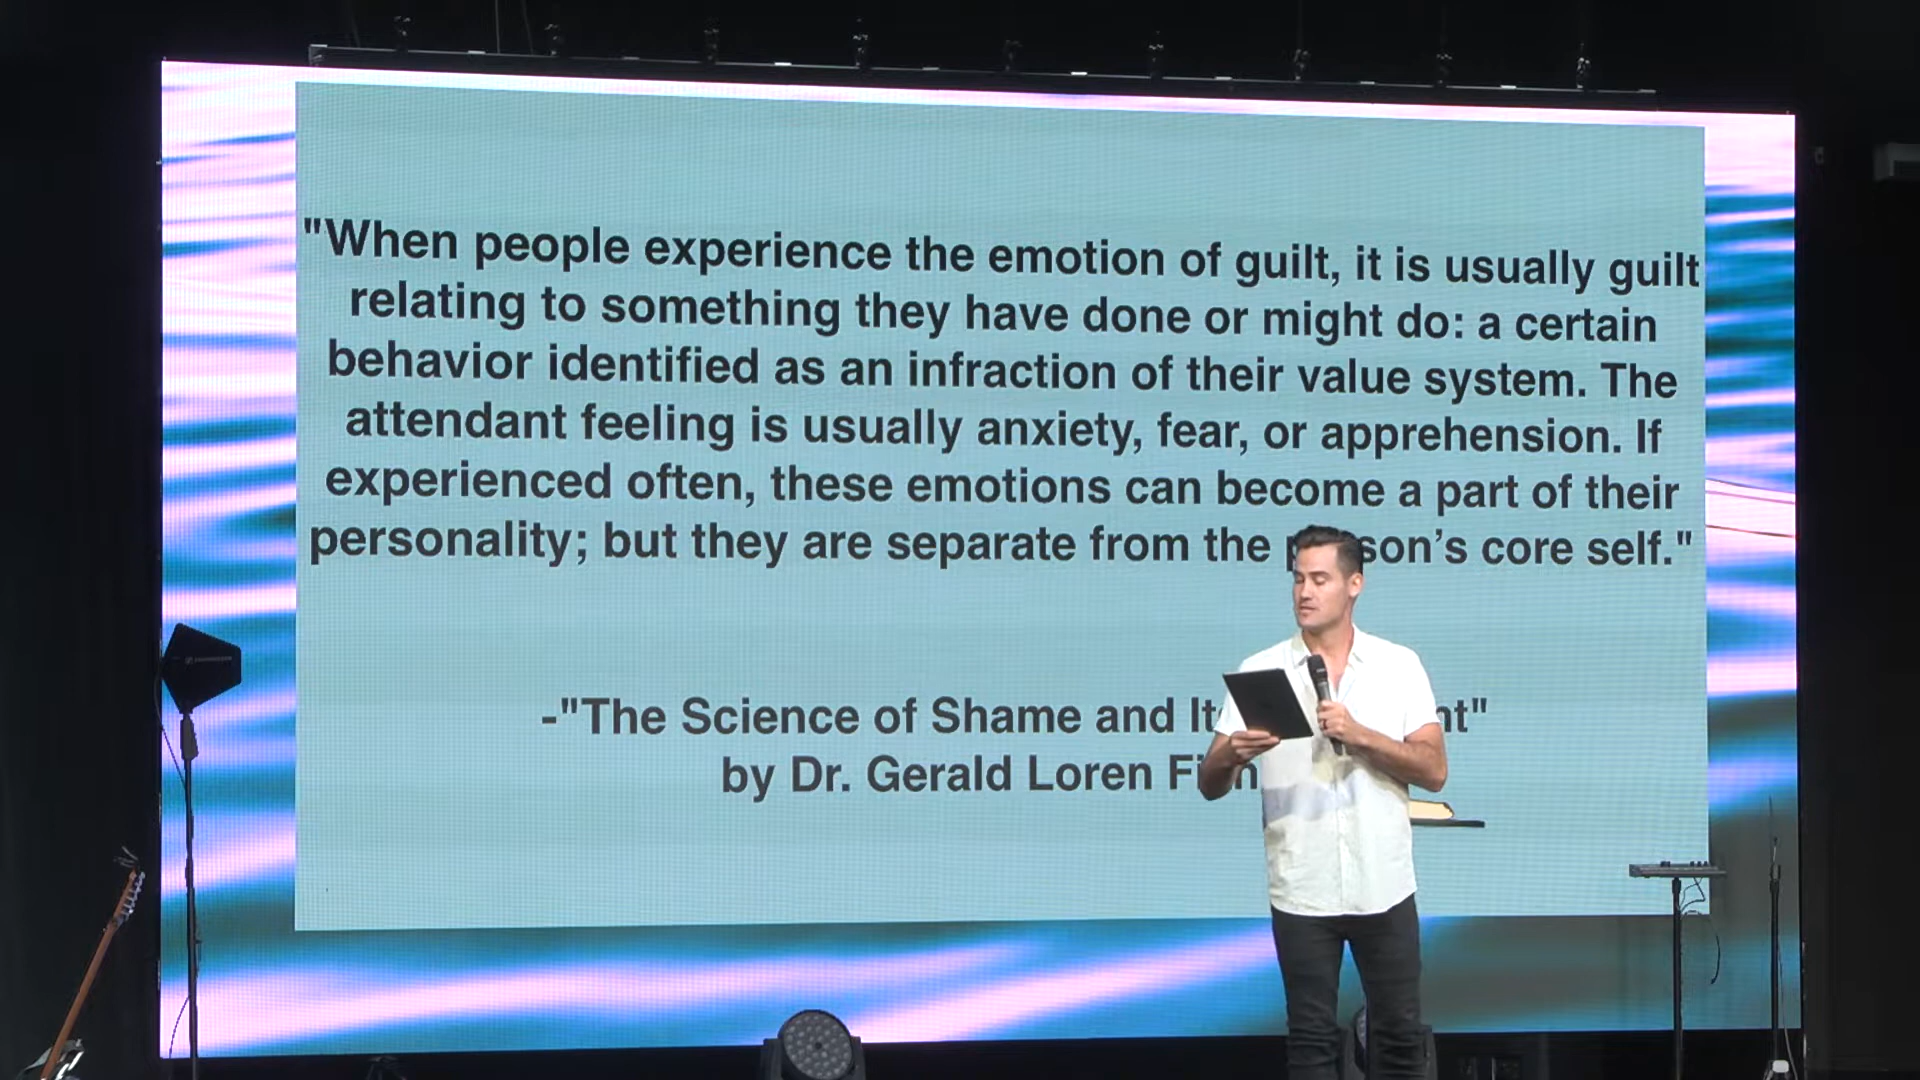 "When people experience the emotion of guilt, it is usually guilt
relating to something they have done or might do: a certain
behavior identified as an infraction of their value system. The
attendant feeling is usually anxiety, fear, or apprehension. If
experienced often, these emotions can become a part of their
personality; but they are separate from the son's core self."
-"The Science of Shame and
by Dr. Gerald Loren